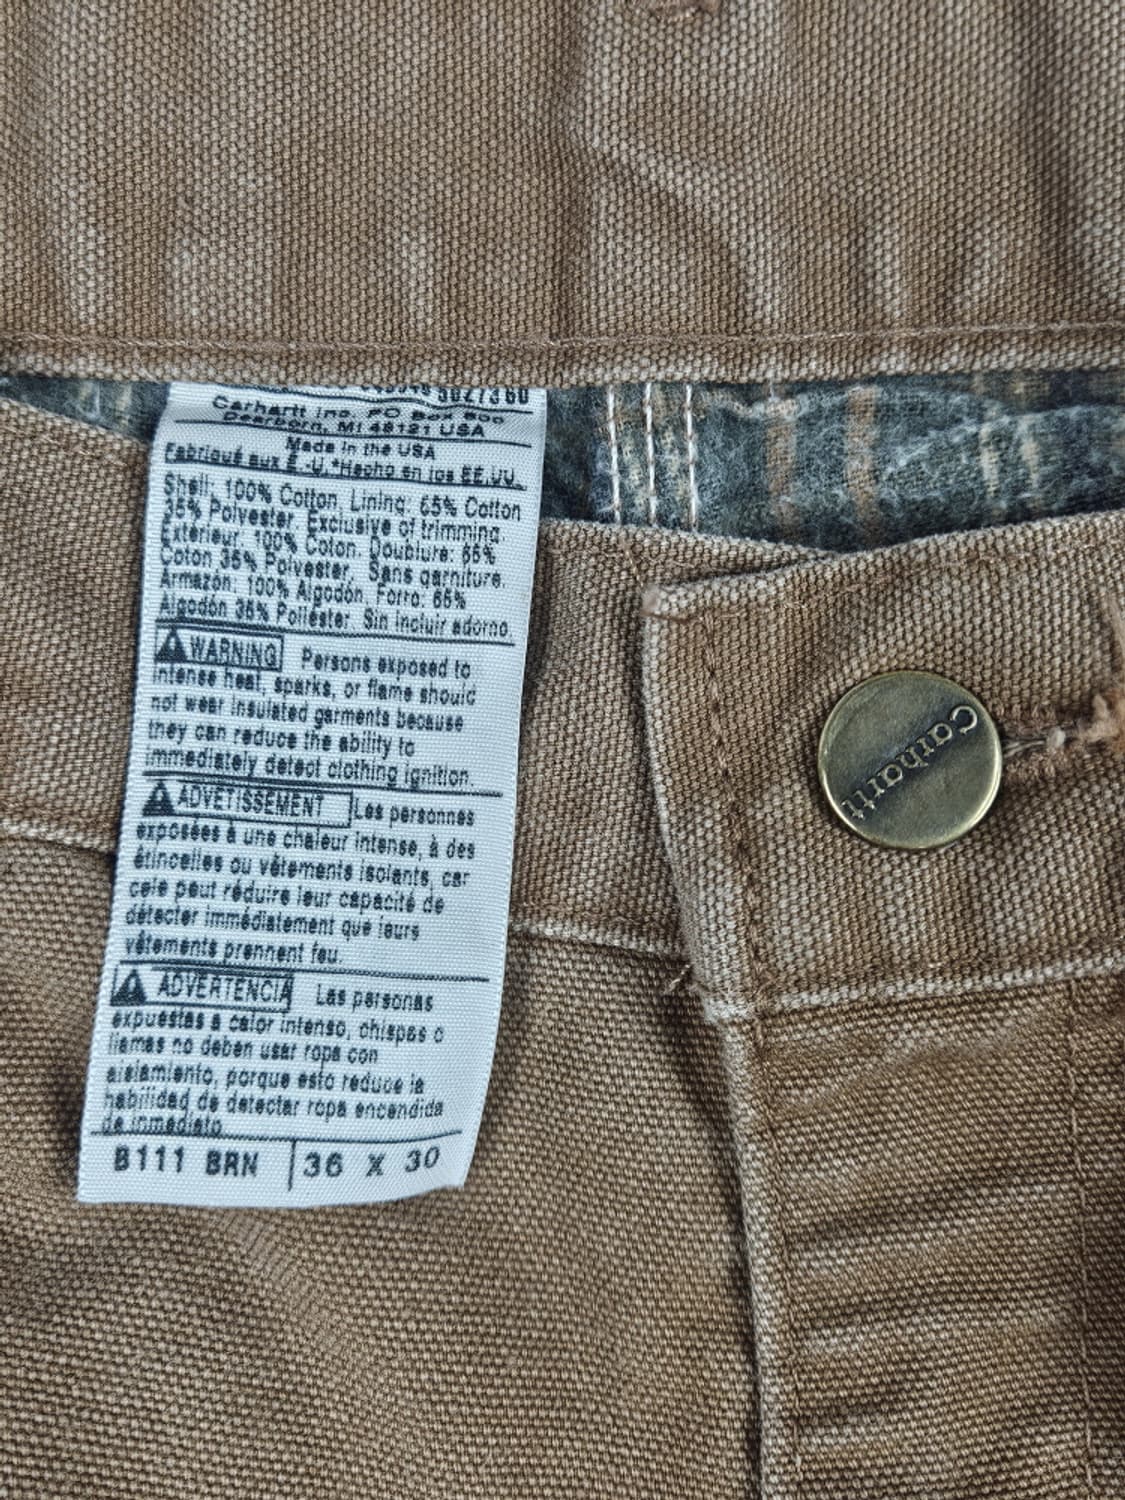 Carhartt Inc. PO Box 600
Dearborn, MI 48121 USA
Made in the USA
Fabriqué aux É.-U.*Hecho en los EE.UU.
Shell: 100% Cotton, Lining: 65% Cotton
35% Polyester. Exclusive of trimming.
Extérieur. 100% Coton. Doublure: 65%
Coton 35% Polyester. Sans garniture.
Armazón: 100% Algodón, Forro: 65%
Algodón 35% Poliéster. Sin incluir adorno.
WARNING Persons exposed to
intense heat, sparks, or flame should
not wear insulated garments because
they can reduce the ability to
immediately detect clothing ignition.
ADVETISSEMENT Les personnes
exposées à une chaleur intense, à des
étincelles ou vêtements isolants, car
cele peut réduire leur capacité de
détecter immédiatement que leurs
vêtements prennent feu.
ADVERTENCIA Las personas
expuestas a calor intenso, chispas o
llamas no deben usar ropa con
aislamiento, porque esto reduce la
habilidad de detectar ropa encendida
de inmediato
B111 BRN 36 X 30
Carhartt